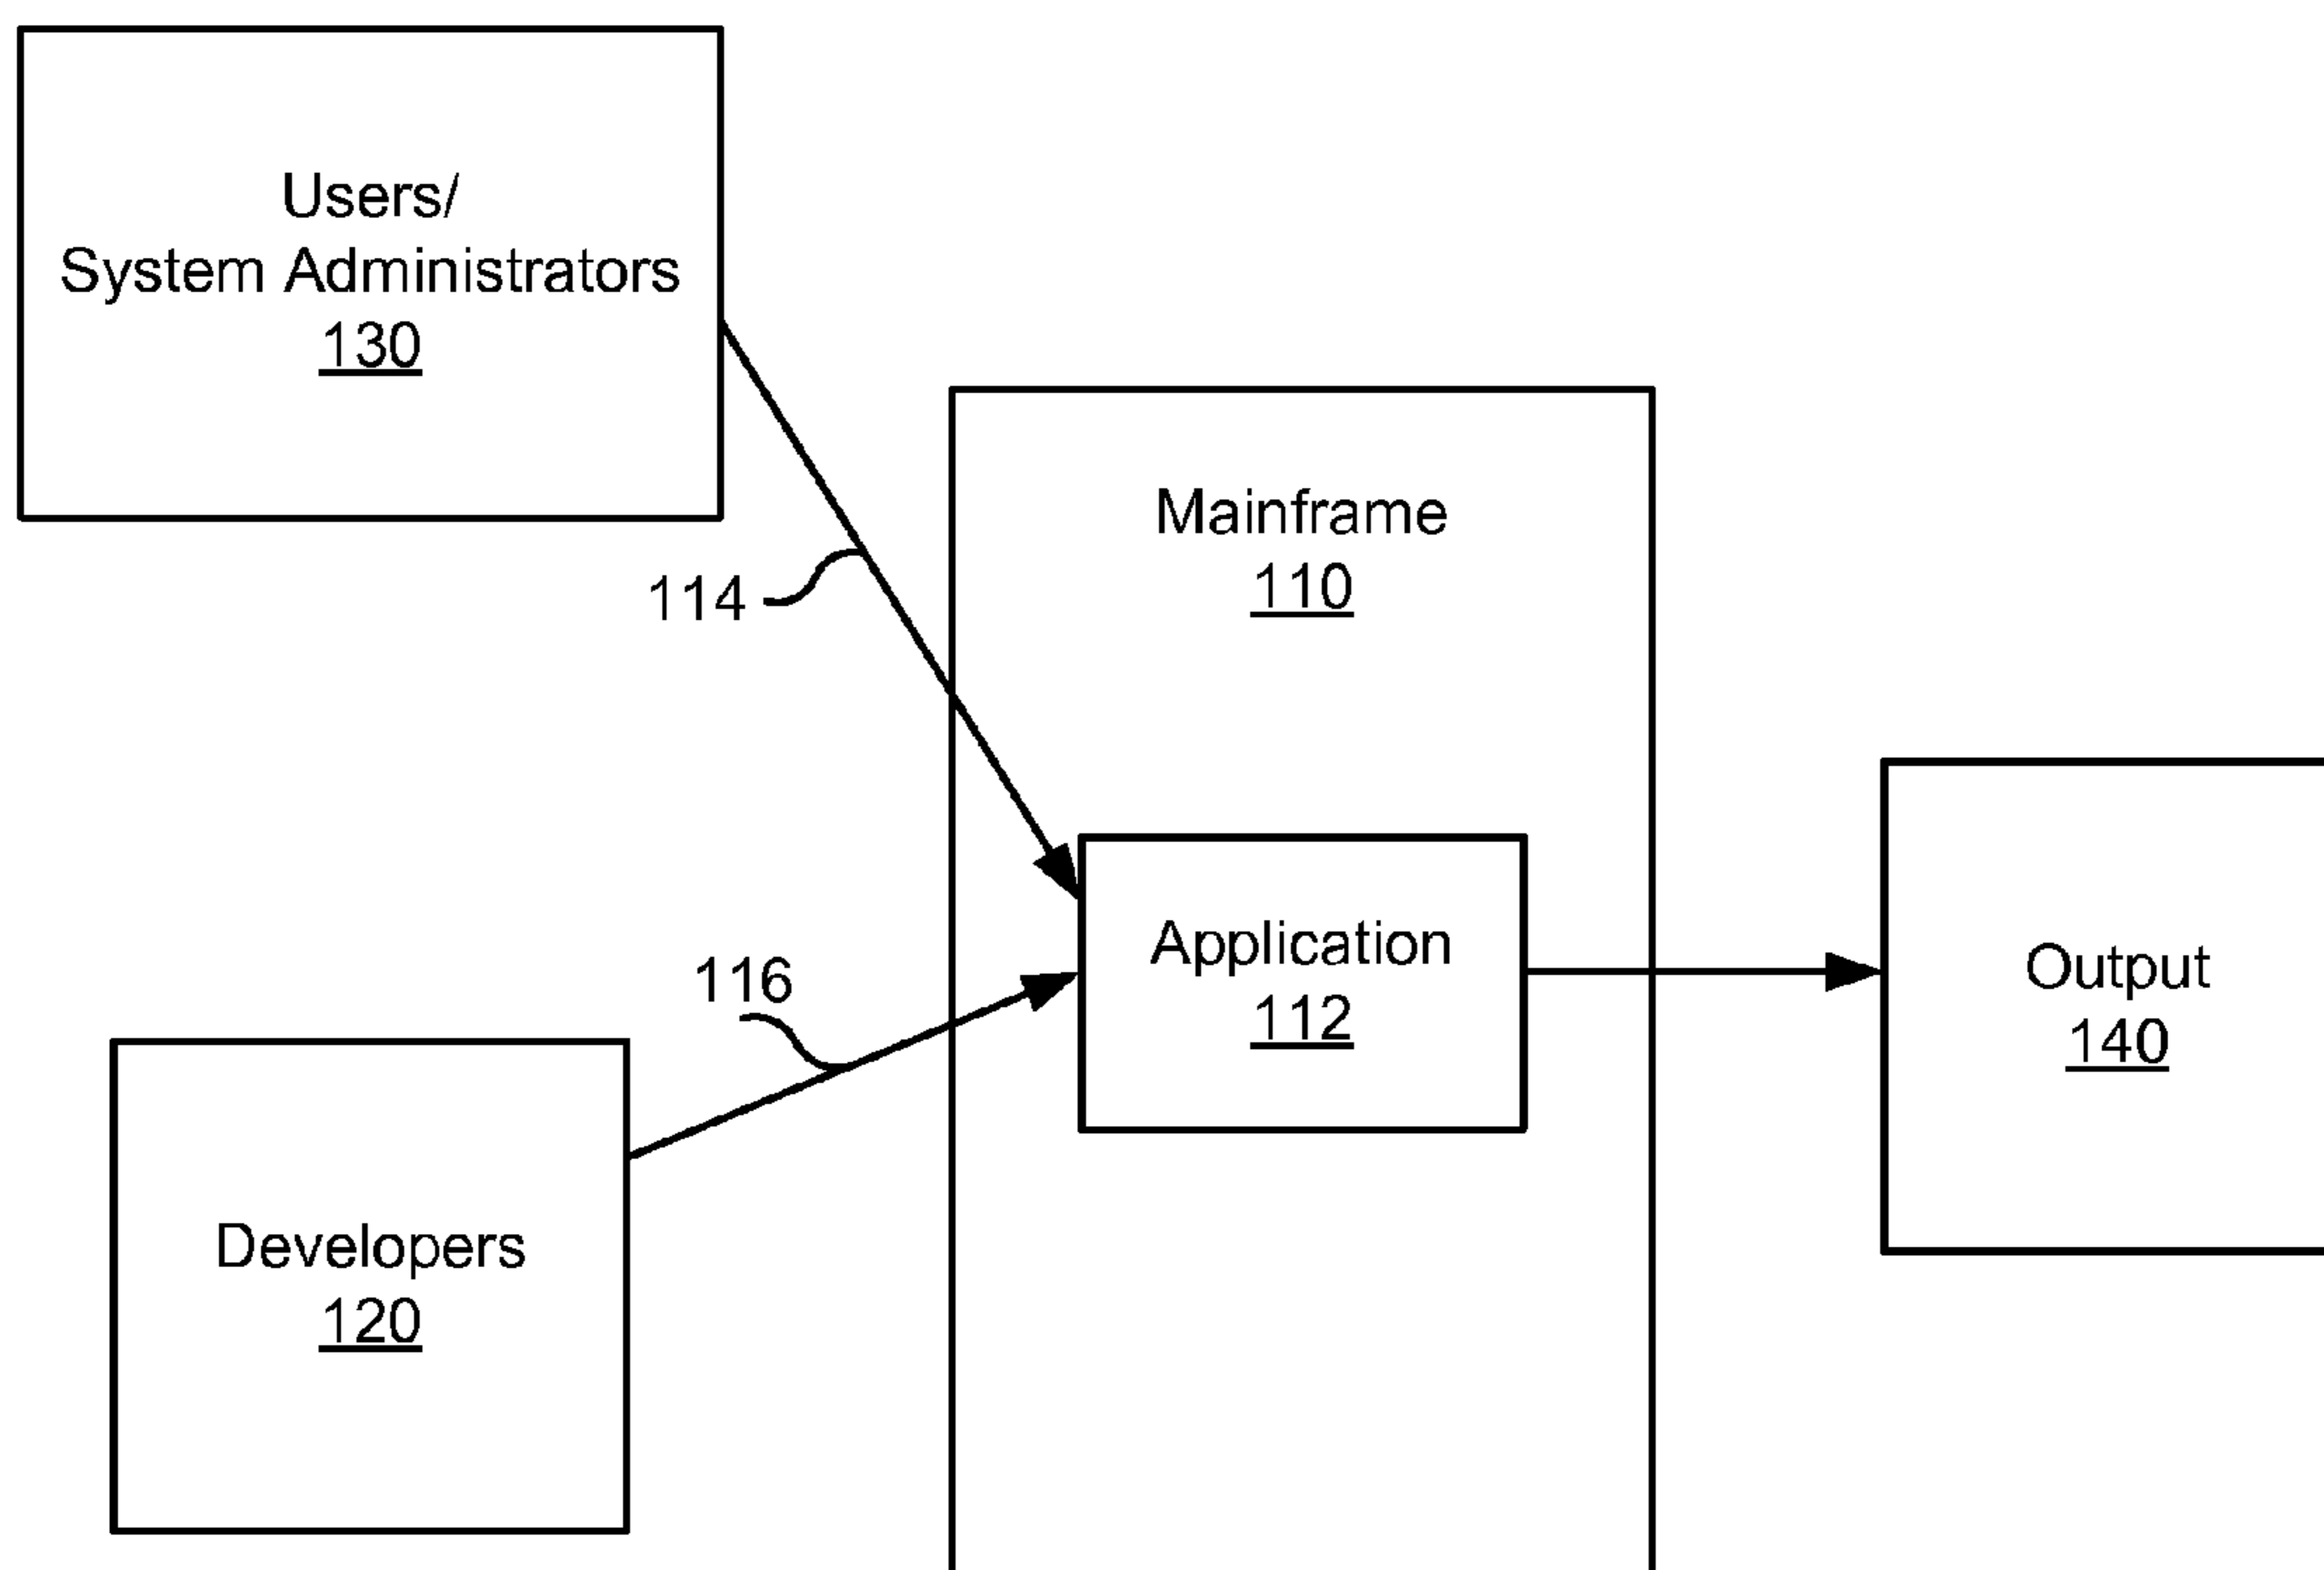 Users/
System Administrators
130
114
Mainframe
110
116
Application
112
Output
140
Developers
120